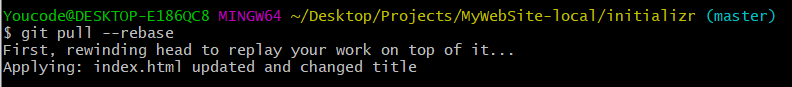 Youcode@DESKTOP-E186QC8 MINGW64 ~/Desktop/Projects/MyWebSite-local/initializr (master)
$ git pull --rebase
First, rewinding head to replay your work on top of it...
Applying: index.html updated and changed title